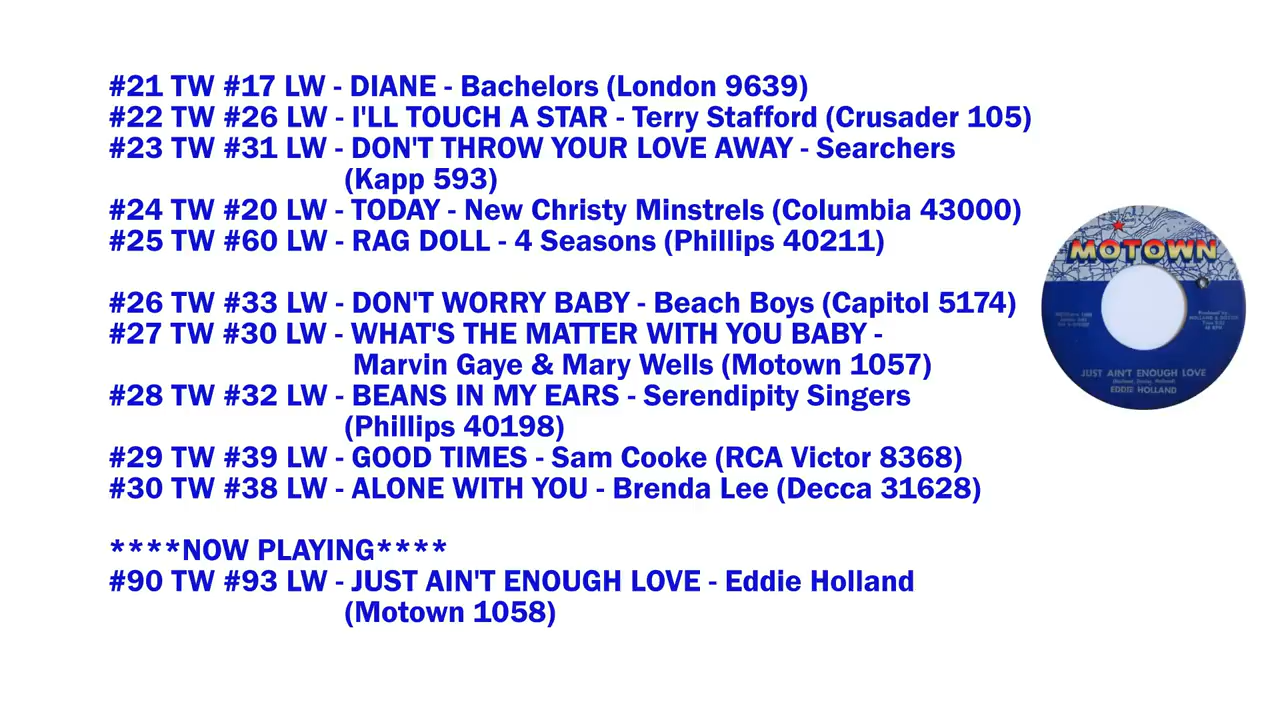 #21 TW #17 LW - DIANE - Bachelors (London 9639)
#22 TW #26 LW - I'LL TOUCH A STAR - Terry Stafford (Crusader 105)
#23 TW #31 LW - DON'T THROW YOUR LOVE AWAY - Searchers
(Kapp 593)
#24 TW #20 LW - TODAY - New Christy Minstrels (Columbia 43000)
#25 TW #60 LW - RAG DOLL - 4 Seasons (Phillips 40211)
#26 TW #33 LW - DON'T WORRY BABY - Beach Boys (Capitol 5174)
#27 TW #30 LW - WHAT'S THE MATTER WITH YOU BABY -
Marvin Gaye & Mary Wells (Motown 1057)
#28 TW #32 LW - BEANS IN MY EARS - Serendipity Singers
(Phillips 40198)
#29 TW #39 LW - GOOD TIMES - Sam Cooke (RCA Victor 8368)
#30 TW #38 LW - ALONE WITH YOU - Brenda Lee (Decca 31628)
****NOW PLAYING****
#90 TW #93 LW - JUST AIN'T ENOUGH LOVE - Eddie Holland
(Motown 1058)
MOTOWN
JUST AIN'T ENOUGH LOVE
EDDIE HOLLAND